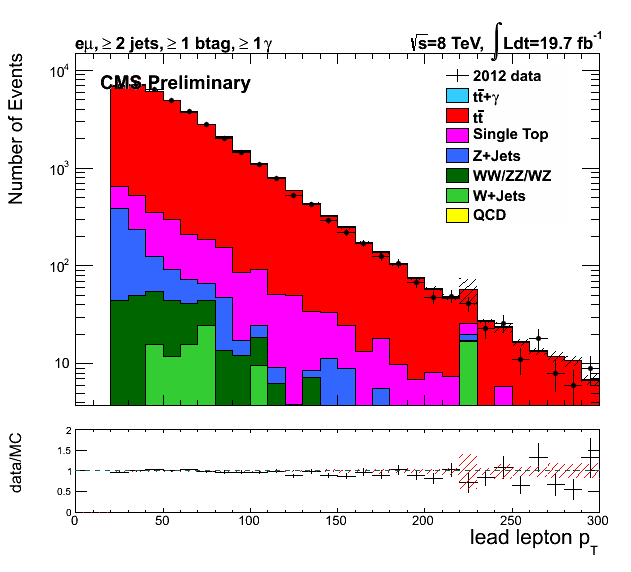 eμ, ≥ 2 jets, ≥ 1 btag, ≥ 1 γ
√s=8 TeV, ∫ Ldt=19.7 fb⁻¹
Number of Events
10⁴
10³
10²
10
CMS Preliminary
2012 data
tt̄+γ
tt̄
Single Top
Z+Jets
WW/ZZ/WZ
W+Jets
QCD
data/MC
2
1.5
1
0.5
0
0 50 100 150 200 250 300
lead lepton p_T